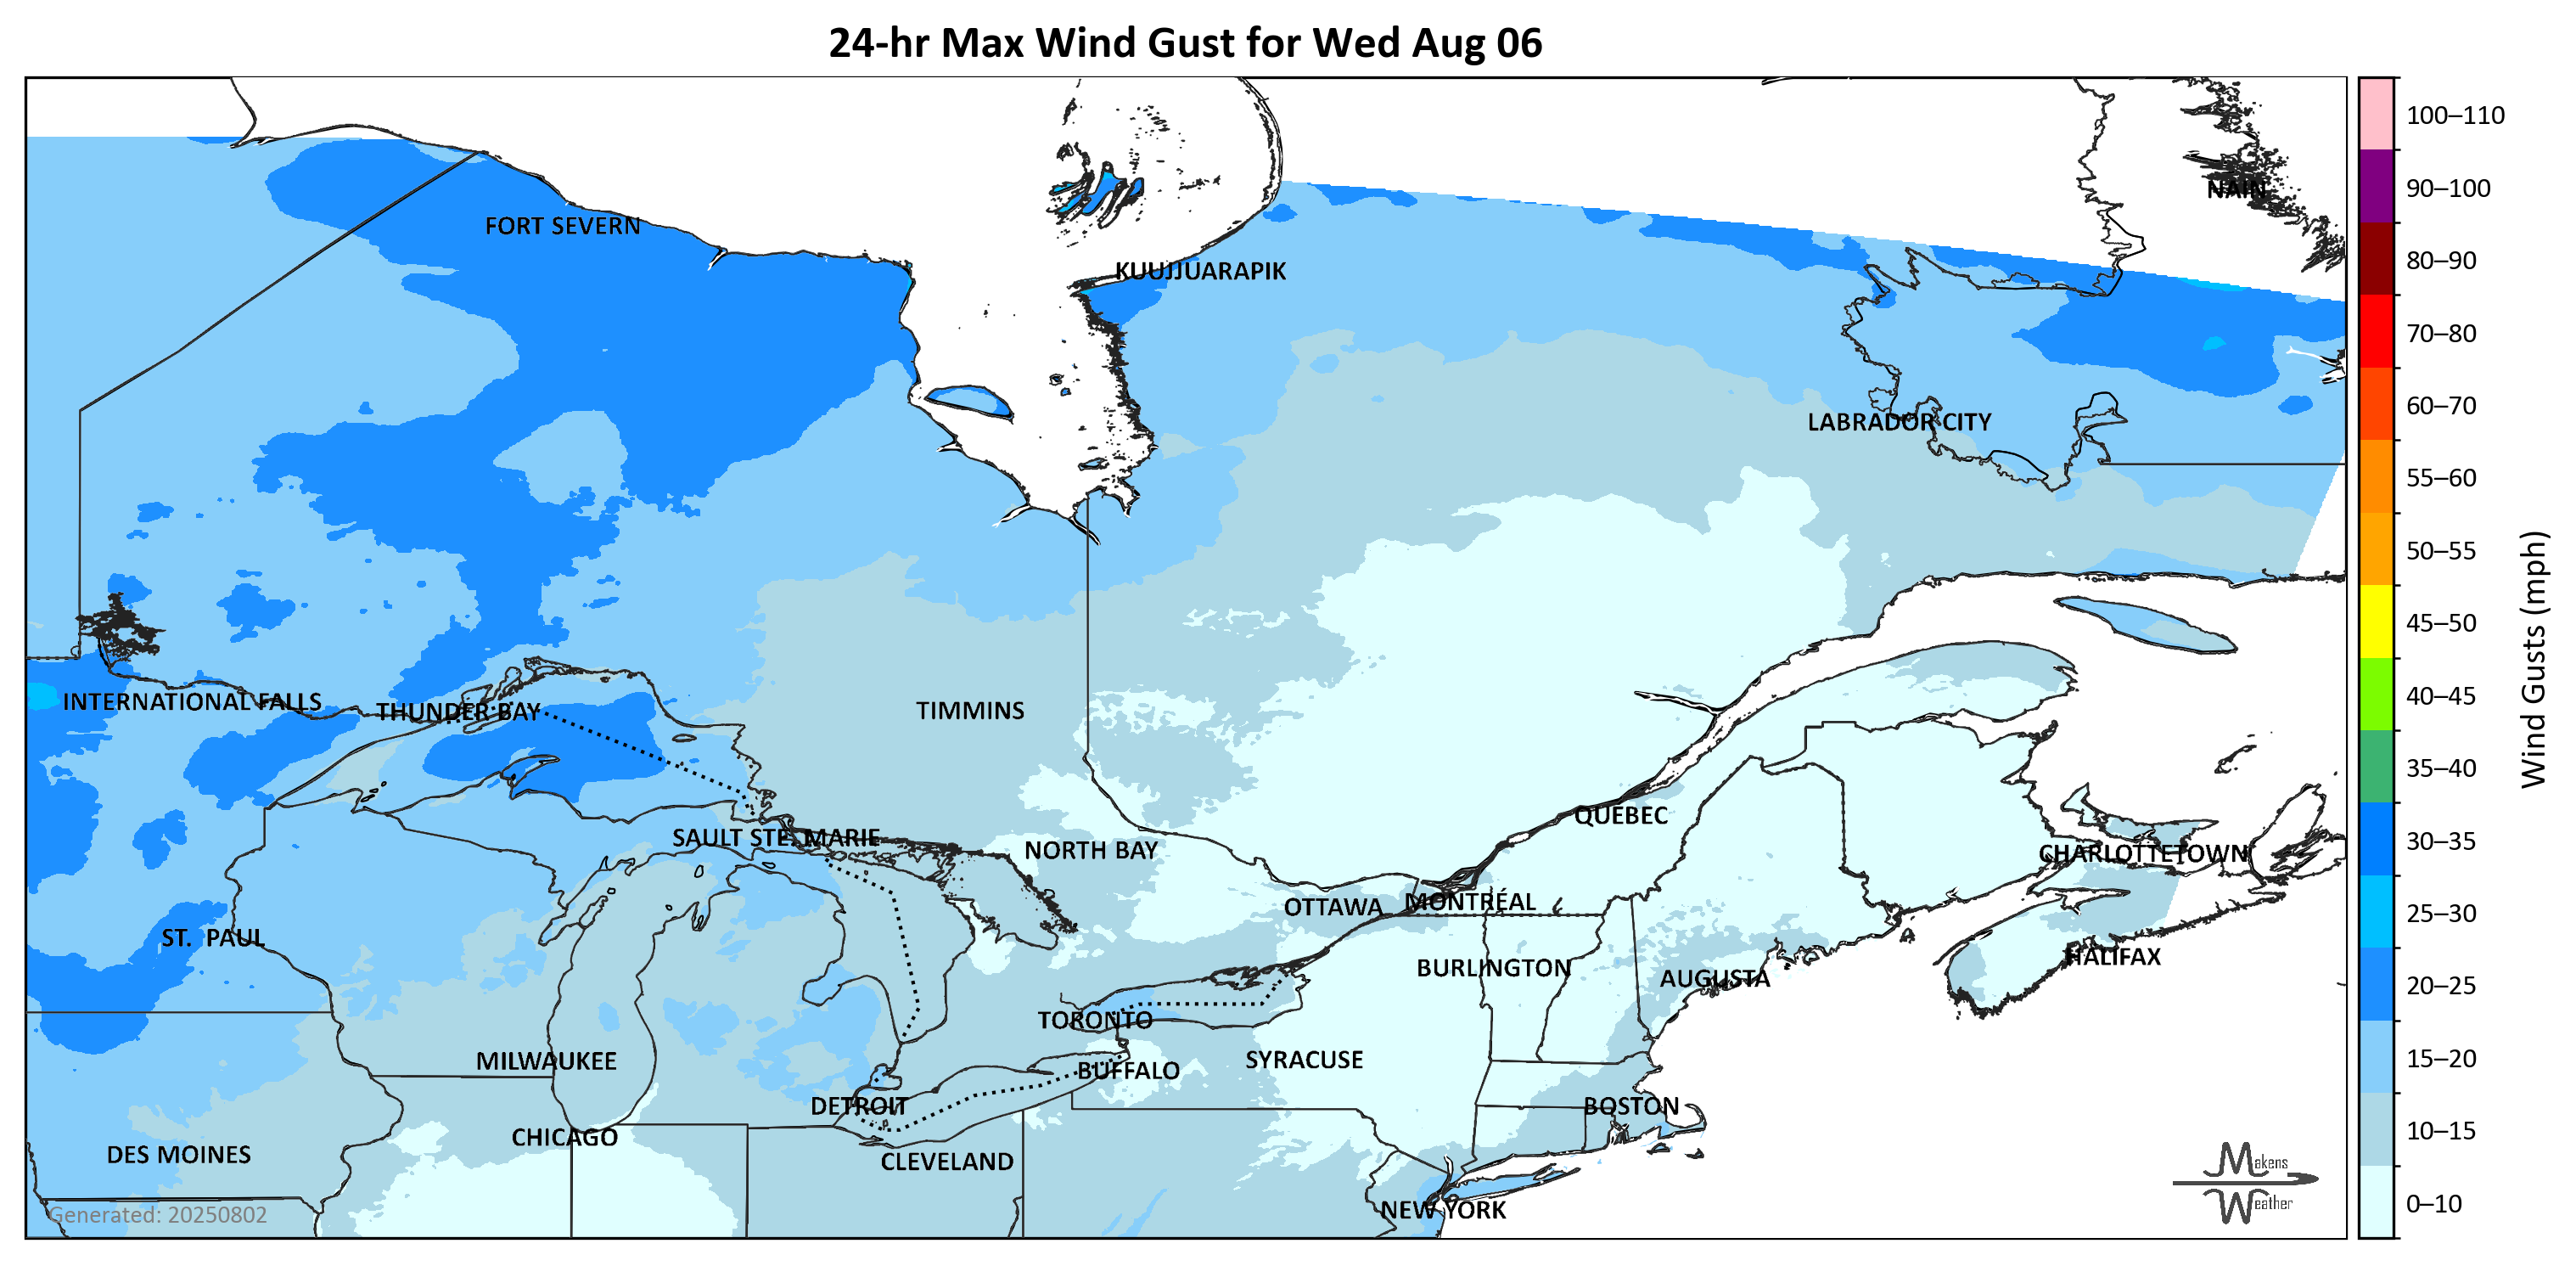 24-hr Max Wind Gust for Wed Aug 06
100–110
90–100
NAIN
FORT SEVERN
80–90
KUUJJUARAPIK
70–80
60–70
LABRADOR CITY
55–60
50–55
45–50
Wind Gusts (mph)
40–45
INTERNATIONAL FALLS
THUNDER BAY
TIMMINS
35–40
QUEBEC
30–35
SAULT STE. MARIE
NORTH BAY
CHARLOTTETOWN
OTTAWA
MONTRÉAL
25–30
ST. PAUL
HALIFAX
BURLINGTON
AUGUSTA
20–25
TORONTO
15–20
MILWAUKEE
SYRACUSE
BUFFALO
DETROIT
BOSTON
10–15
CHICAGO
DES MOINES
CLEVELAND
Makens
Weather
0–10
NEW YORK
Generated: 20250802